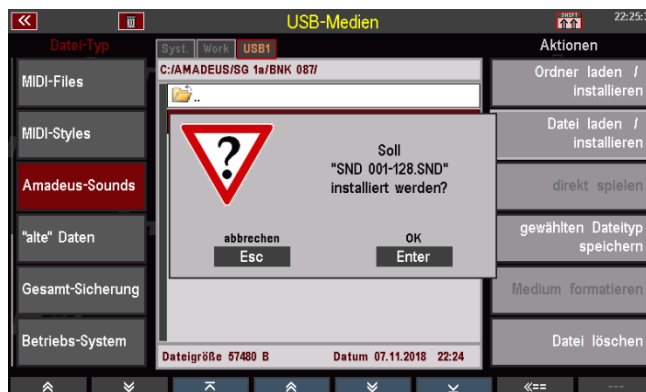 USB-Medien
SHIFT
22:25:
Datei-Typ
Syst. Work USB1
Aktionen
C:/AMADEUS/SG 1a/BNK 087/
..
MIDI-Files
MIDI-Styles
Amadeus-Sounds
"alte" Daten
Gesamt-Sicherung
Betriebs-System
Soll
"SND 001-128.SND"
installiert werden?
abbrechen
Esc
OK
Enter
Ordner laden /
installieren
Datei laden /
installieren
direkt spielen
gewählten Dateityp
speichern
Medium formatieren
Datei löschen
Dateigröße 57480 B
Datum 07.11.2018 22:24
«==
---